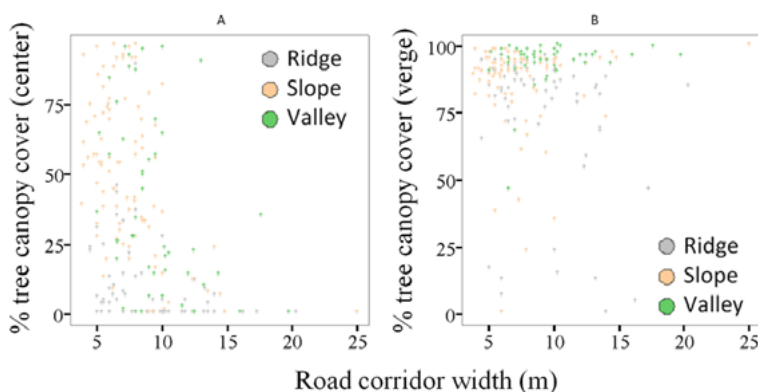 A
% tree canopy cover (center)
75
50
25
0
Ridge
Slope
Valley
5 10 15 20 25
B
% tree canopy cover (verge)
100
75
50
25
0
Ridge
Slope
Valley
5 10 15 20 25
Road corridor width (m)